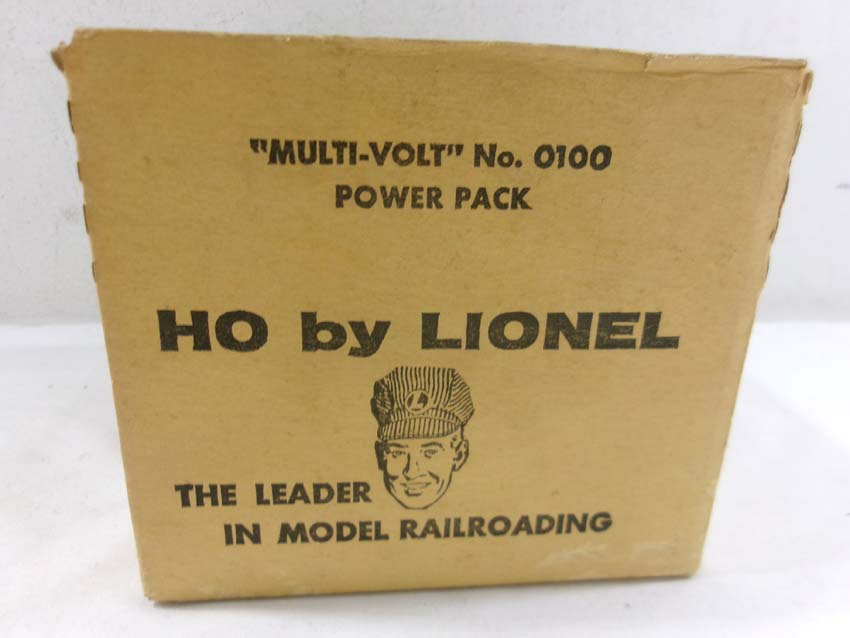 "MULTI-VOLT" No. 0100
POWER PACK
HO by LIONEL
L
THE LEADER
IN MODEL RAILROADING